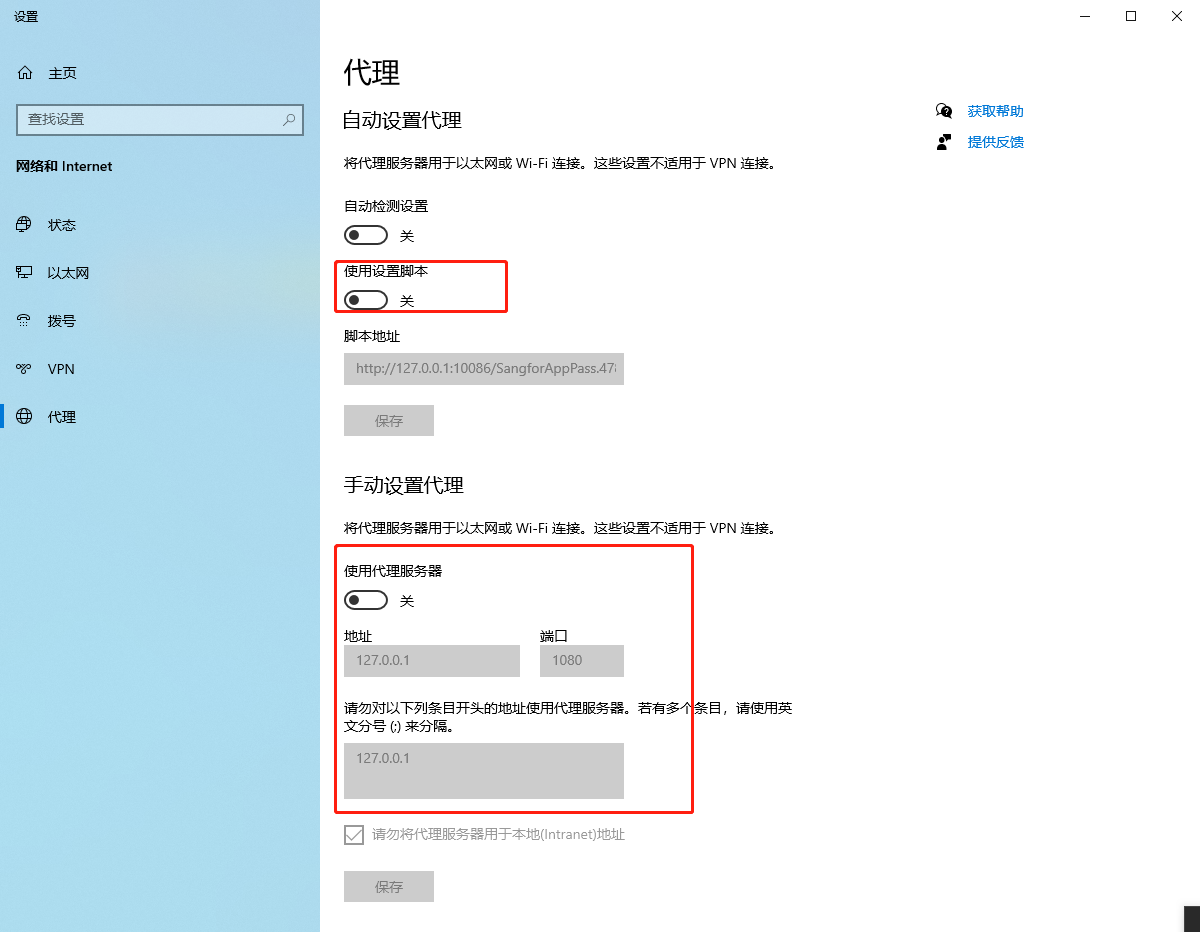 设置
主页
查找设置
网络和 Internet
状态
以太网
拨号
VPN
代理
代理
自动设置代理
将代理服务器用于以太网或 Wi-Fi 连接。这些设置不适用于 VPN 连接。
自动检测设置
关
使用设置脚本
关
脚本地址
http://127.0.0.1:10086/SangforAppPass.47
保存
手动设置代理
将代理服务器用于以太网或 Wi-Fi 连接。这些设置不适用于 VPN 连接。
使用代理服务器
关
地址 端口
127.0.0.1 1080
请勿对以下列条目开头的地址使用代理服务器。若有多个条目，请使用英
文分号 (;) 来分隔。
127.0.0.1
请勿将代理服务器用于本地(Intranet)地址
保存
获取帮助
提供反馈